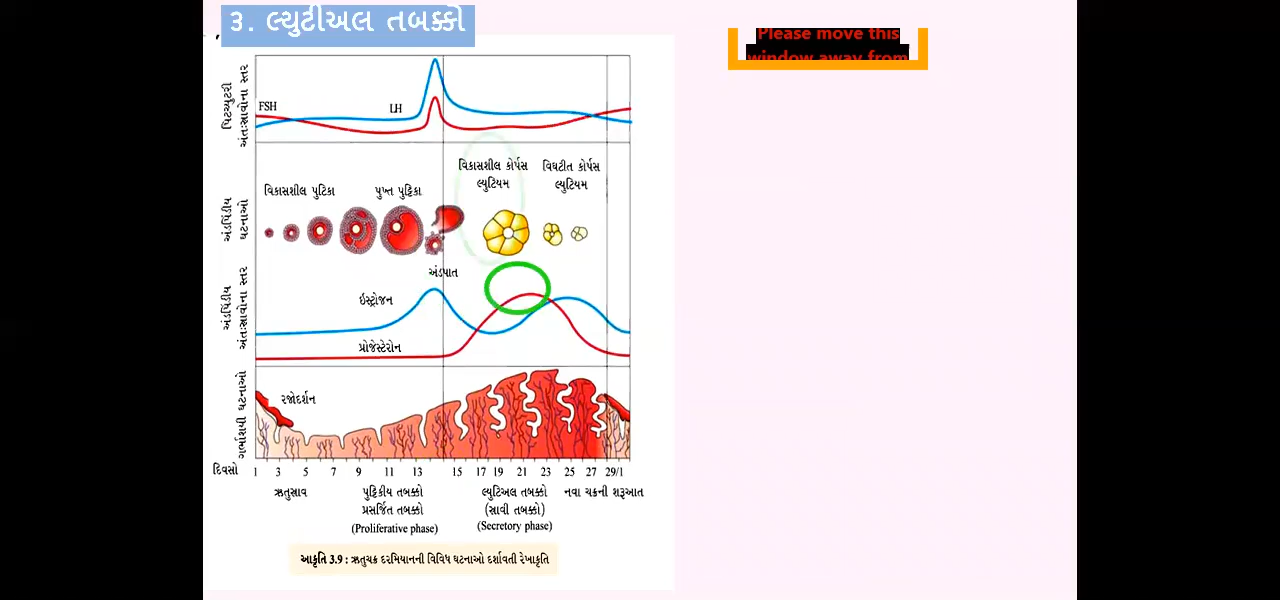 ૩. લ્યુટીઅલ તબક્કો
Please move this
window away from
પિટ્યુટરી
અંતઃસ્રાવોના સ્તર
FSH
LH
અંડપિંડીય
ઘટનાઓ
વિકાસશીલ પુટિકા
પુખ્ત પુટ્ટિકા
વિકાસશીલ કોર્પસ
લ્યુટિયમ
વિઘટીત કોર્પસ
લ્યુટિયમ
અંડપાત
અંડપિંડીય
અંતઃસ્રાવોના સ્તર
ઇસ્ટ્રોજન
પ્રોજેસ્ટેરોન
ગર્ભાશયી ઘટનાઓ
રજોદર્શન
દિવસો 1 3 5 7 9 11 13 15 17 19 21 23 25 27 29/1
ઋતુસ્રાવ
પુટ્ટિકીય તબક્કો
પ્રસર્જિત તબક્કો
(Proliferative phase)
લ્યુટિઅલ તબક્કો
(સ્રાવી તબક્કો)
(Secretory phase)
નવા ચક્રની શરૂઆત
આકૃતિ 3.9 : ઋતુચક્ર દરમિયાનની વિવિધ ઘટનાઓ દર્શાવતી રેખાકૃતિ